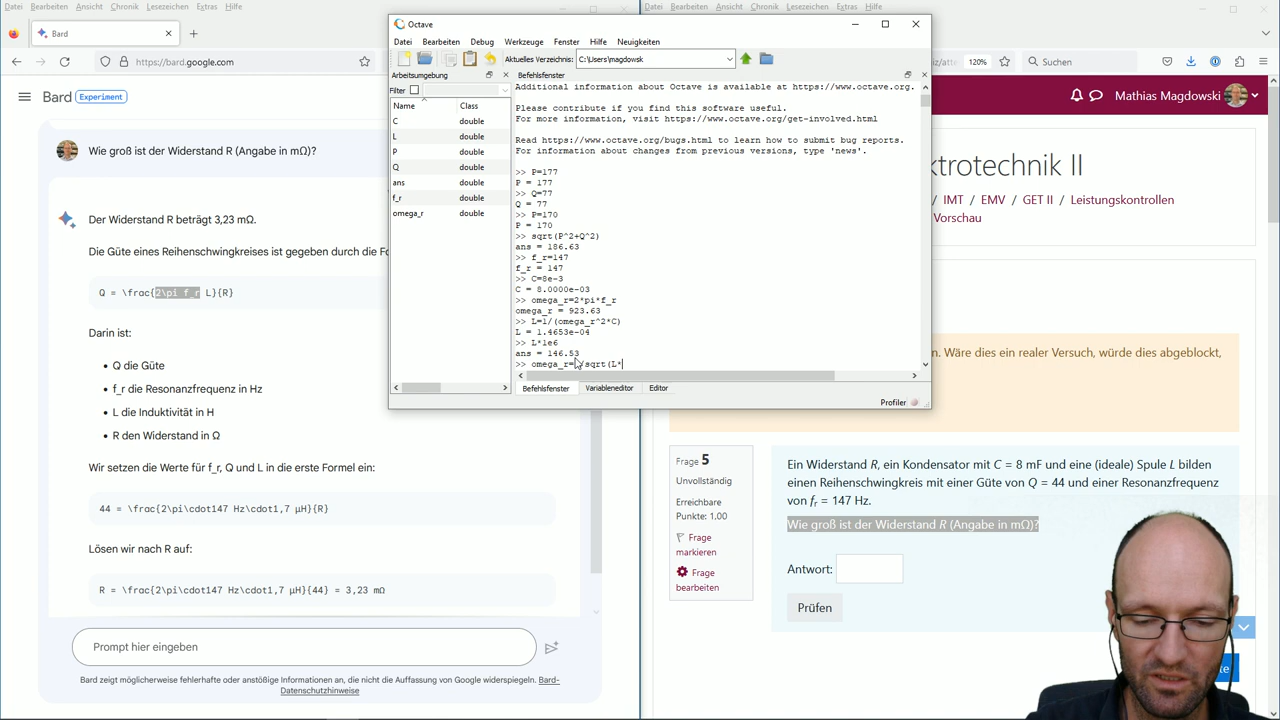 Datei Bearbeiten Ansicht Chronik Lesezeichen Extras Hilfe
Datei Bearbeiten Ansicht Chronik Lesezeichen Extras Hilfe
Bard
https://bard.google.com
Bard Experiment
Wie groß ist der Widerstand R (Angabe in mΩ)?
Der Widerstand R beträgt 3,23 mΩ.
Die Güte eines Reihenschwingkreises ist gegeben durch die Fo
Q = \frac{2\pi f_r L}{R}
Darin ist:
• Q die Güte
• f_r die Resonanzfrequenz in Hz
• L die Induktivität in H
• R den Widerstand in Ω
Wir setzen die Werte für f_r, Q und L in die erste Formel ein:
44 = \frac{2\pi\cdot147 Hz\cdot1,7 µH}{R}
Lösen wir nach R auf:
R = \frac{2\pi\cdot147 Hz\cdot1,7 µH}{44} = 3,23 mΩ
Prompt hier eingeben
Bard zeigt möglicherweise fehlerhafte oder anstößige Informationen an, die nicht die Auffassung von Google widerspiegeln. Bard-
Datenschutzhinweise
Octave
Datei Bearbeiten Debug Werkzeuge Fenster Hilfe Neuigkeiten
Aktuelles Verzeichnis: C:\Users\magdowsk
Arbeitsumgebung
Filter
Name Class
C double
L double
P double
Q double
ans double
f_r double
omega_r double
Befehlsfenster
Additional information about Octave is available at https://www.octave.org.
Please contribute if you find this software useful.
For more information, visit https://www.octave.org/get-involved.html
Read https://www.octave.org/bugs.html to learn how to submit bug reports.
For information about changes from previous versions, type 'news'.
>> P=177
P = 177
>> Q=77
Q = 77
>> P=170
P = 170
>> sqrt(P^2+Q^2)
ans = 186.63
>> f_r=147
f_r = 147
>> C=8e-3
C = 8.0000e-03
>> omega_r=2*pi*f_r
omega_r = 923.63
>> L=1/(omega_r^2*C)
L = 1.4653e-04
>> L*1e6
ans = 146.53
>> omega_r=1/sqrt(L*
Befehlsfenster Variableneditor Editor
Profiler
iz/atte 120% Suchen
Mathias Magdowski
ktrotechnik II
/ IMT / EMV / GET II / Leistungskontrollen
Vorschau
n. Wäre dies ein realer Versuch, würde dies abgeblockt,
Frage 5
Unvollständig
Erreichbare
Punkte: 1,00
Frage
markieren
Frage
bearbeiten
Ein Widerstand R, ein Kondensator mit C = 8 mF und eine (ideale) Spule L bilden
einen Reihenschwingkreis mit einer Güte von Q = 44 und einer Resonanzfrequenz
von fr = 147 Hz.
Wie groß ist der Widerstand R (Angabe in mΩ)?
Antwort:
Prüfen
te